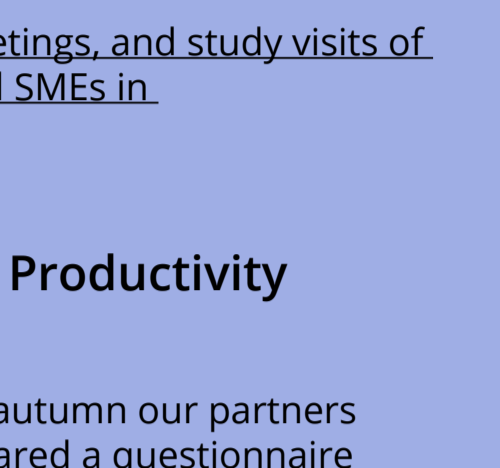 etings, and study visits of
SMEs in
Productivity
autumn our partners
ared a questionnaire